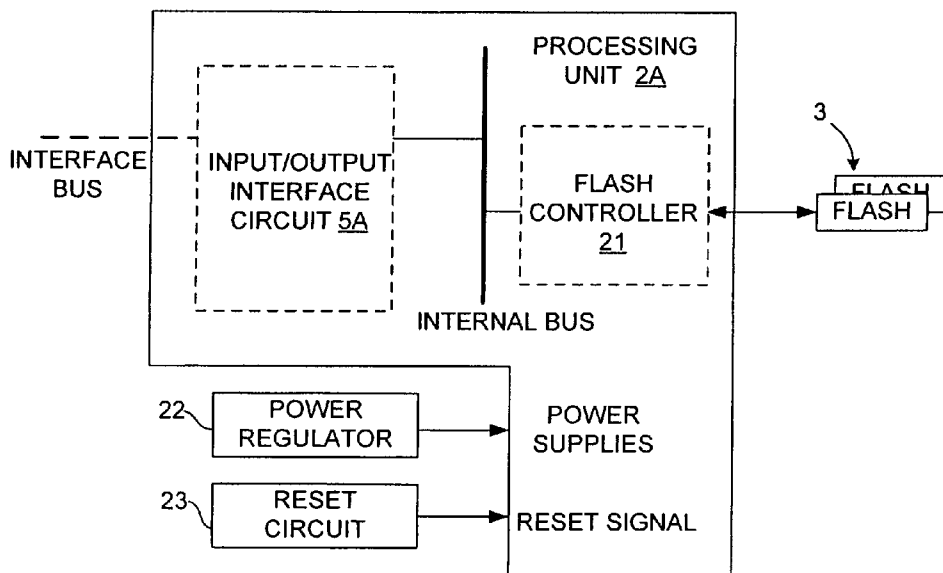 PROCESSING
UNIT 2A
3
INTERFACE
BUS
INPUT/OUTPUT
INTERFACE
CIRCUIT 5A
FLASH
CONTROLLER
21
FLASH
FLASH
INTERNAL BUS
22
POWER
REGULATOR
POWER
SUPPLIES
23
RESET
CIRCUIT
RESET SIGNAL